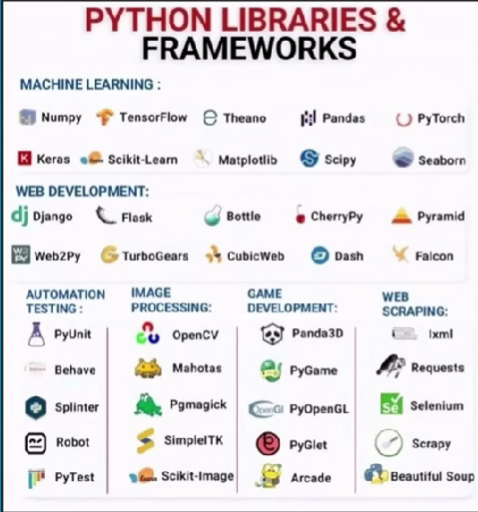 PYTHON LIBRARIES &
FRAMEWORKS
MACHINE LEARNING :
Numpy TensorFlow Theano Pandas PyTorch
Keras Scikit-Learn Matplotlib Scipy Seaborn
WEB DEVELOPMENT:
dj Django Flask Bottle CherryPy Pyramid
Web2Py TurboGears CubicWeb Dash Falcon
AUTOMATION
TESTING :
PyUnit
Behave
Splinter
Robot
PyTest
IMAGE
PROCESSING:
OpenCV
Mahotas
Pgmagick
SimpleITK
Scikit-Image
GAME
DEVELOPMENT:
Panda3D
PyGame
OpenGL PyOpenGL
PyGlet
Arcade
WEB
SCRAPING:
lxml
Requests
Se Selenium
Scrapy
Beautiful Soup